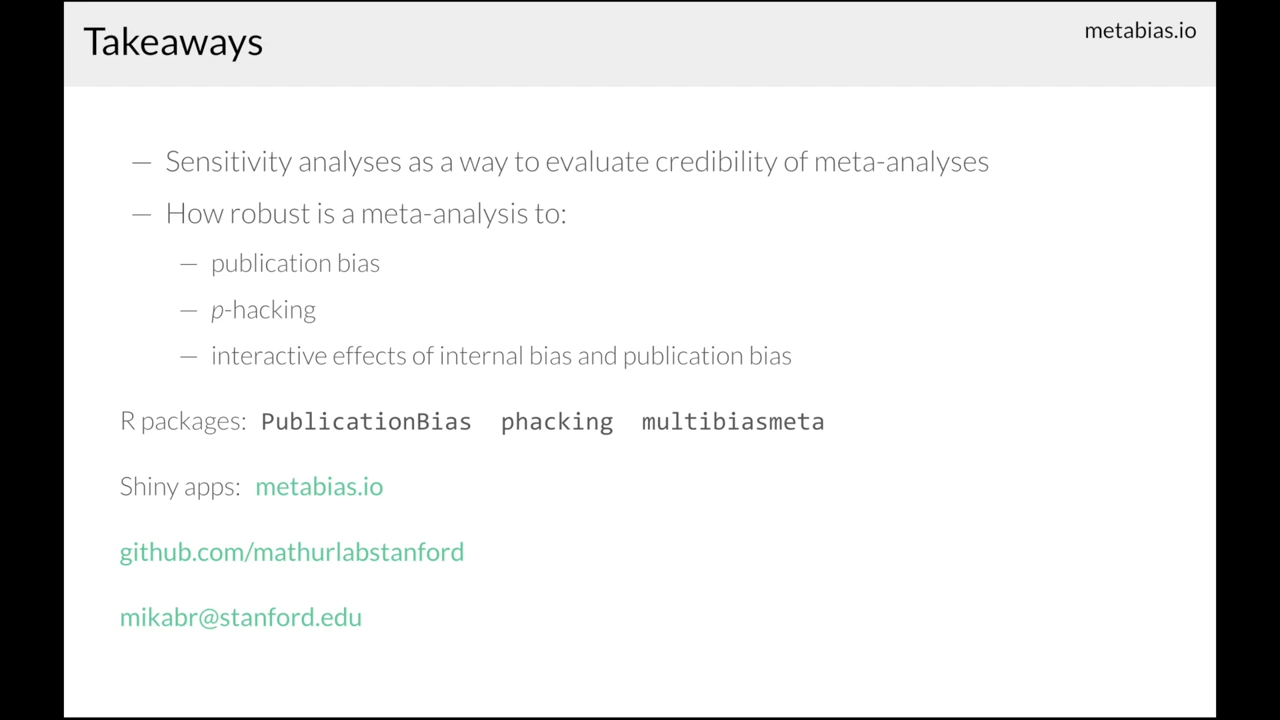 Takeaways
metabias.io
— Sensitivity analyses as a way to evaluate credibility of meta-analyses
— How robust is a meta-analysis to:
— publication bias
— p-hacking
— interactive effects of internal bias and publication bias
R packages: PublicationBias phacking multibiasmeta
Shiny apps: metabias.io
github.com/mathurlabstanford
mikabr@stanford.edu